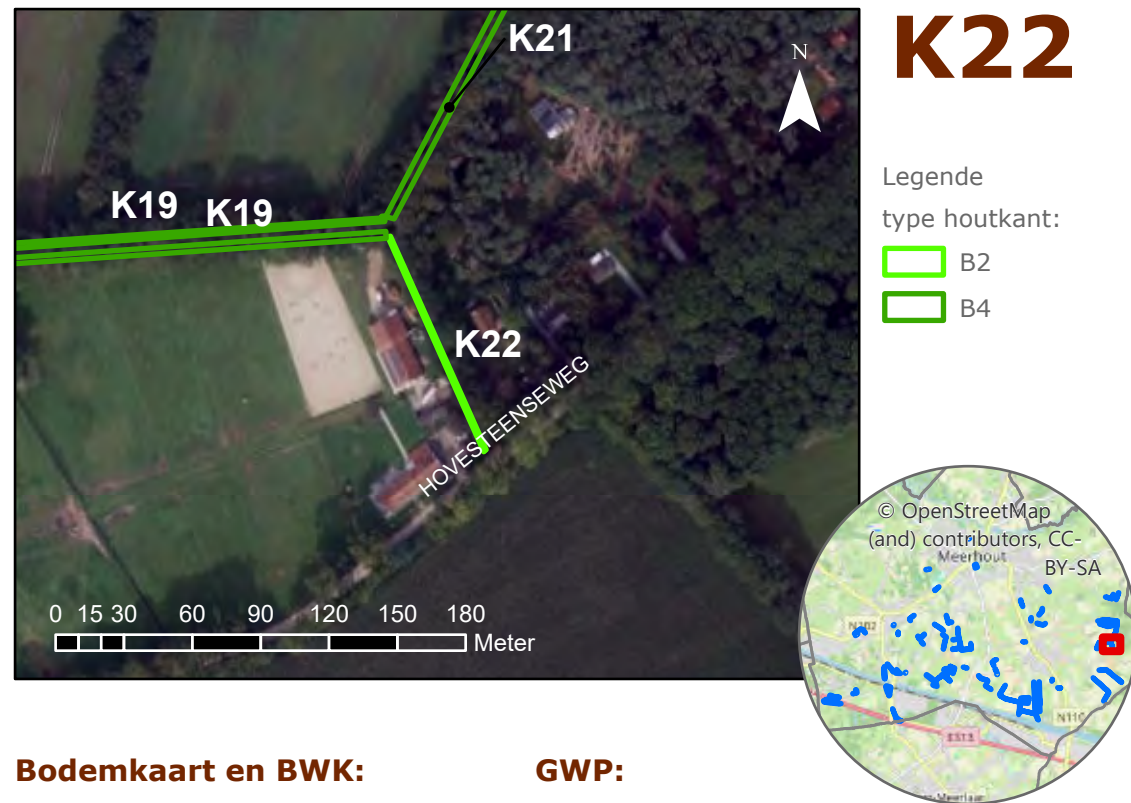 K22
K21
N
K19 K19
K22
HOVESTEENSEWEG
0 15 30 60 90 120 150 180
Meter
Legende
type houtkant:
B2
B4
© OpenStreetMap
(and) contributors, CC-
BY-SA
Meerhout
N102
N110
E313
Bodemkaart en BWK:
GWP: